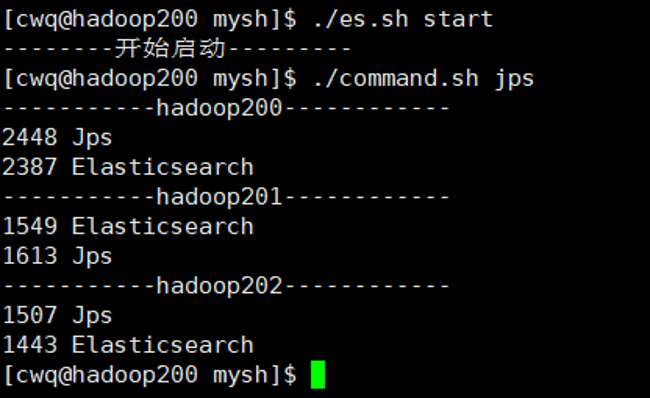 [cwq@hadoop200 mysh]$ ./es.sh start
--------开始启动---------
[cwq@hadoop200 mysh]$ ./command.sh jps
-----------hadoop200------------
2448 Jps
2387 Elasticsearch
-----------hadoop201------------
1549 Elasticsearch
1613 Jps
-----------hadoop202------------
1507 Jps
1443 Elasticsearch
[cwq@hadoop200 mysh]$